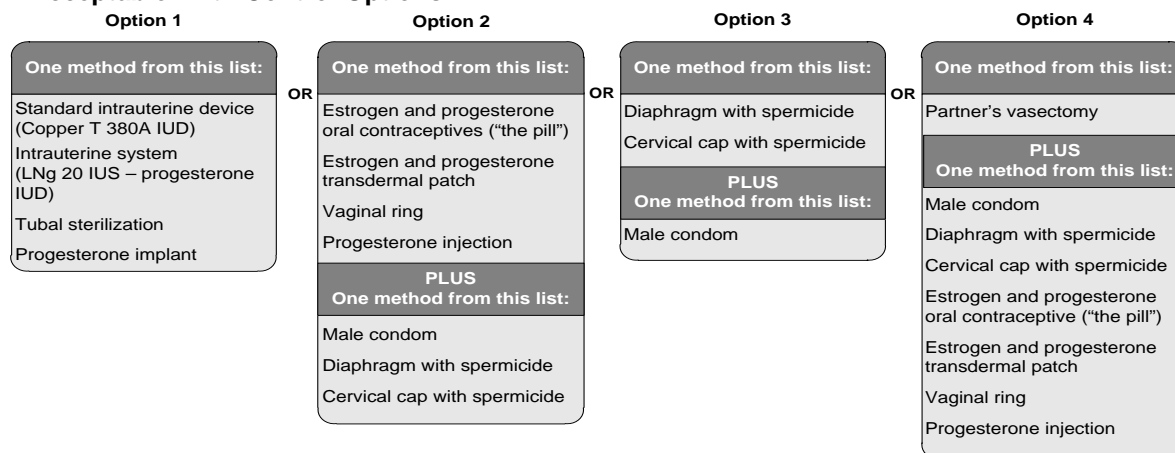 Option 1
One method from this list:
Standard intrauterine device
(Copper T 380A IUD)
Intrauterine system
(LNg 20 IUS – progesterone
IUD)
Tubal sterilization
Progesterone implant
OR
Option 2
One method from this list:
Estrogen and progesterone
oral contraceptives (“the pill”)
Estrogen and progesterone
transdermal patch
Vaginal ring
Progesterone injection
PLUS
One method from this list:
Male condom
Diaphragm with spermicide
Cervical cap with spermicide
OR
Option 3
One method from this list:
Diaphragm with spermicide
Cervical cap with spermicide
PLUS
One method from this list:
Male condom
OR
Option 4
One method from this list:
Partner’s vasectomy
PLUS
One method from this list:
Male condom
Diaphragm with spermicide
Cervical cap with spermicide
Estrogen and progesterone
oral contraceptive (“the pill”)
Estrogen and progesterone
transdermal patch
Vaginal ring
Progesterone injection